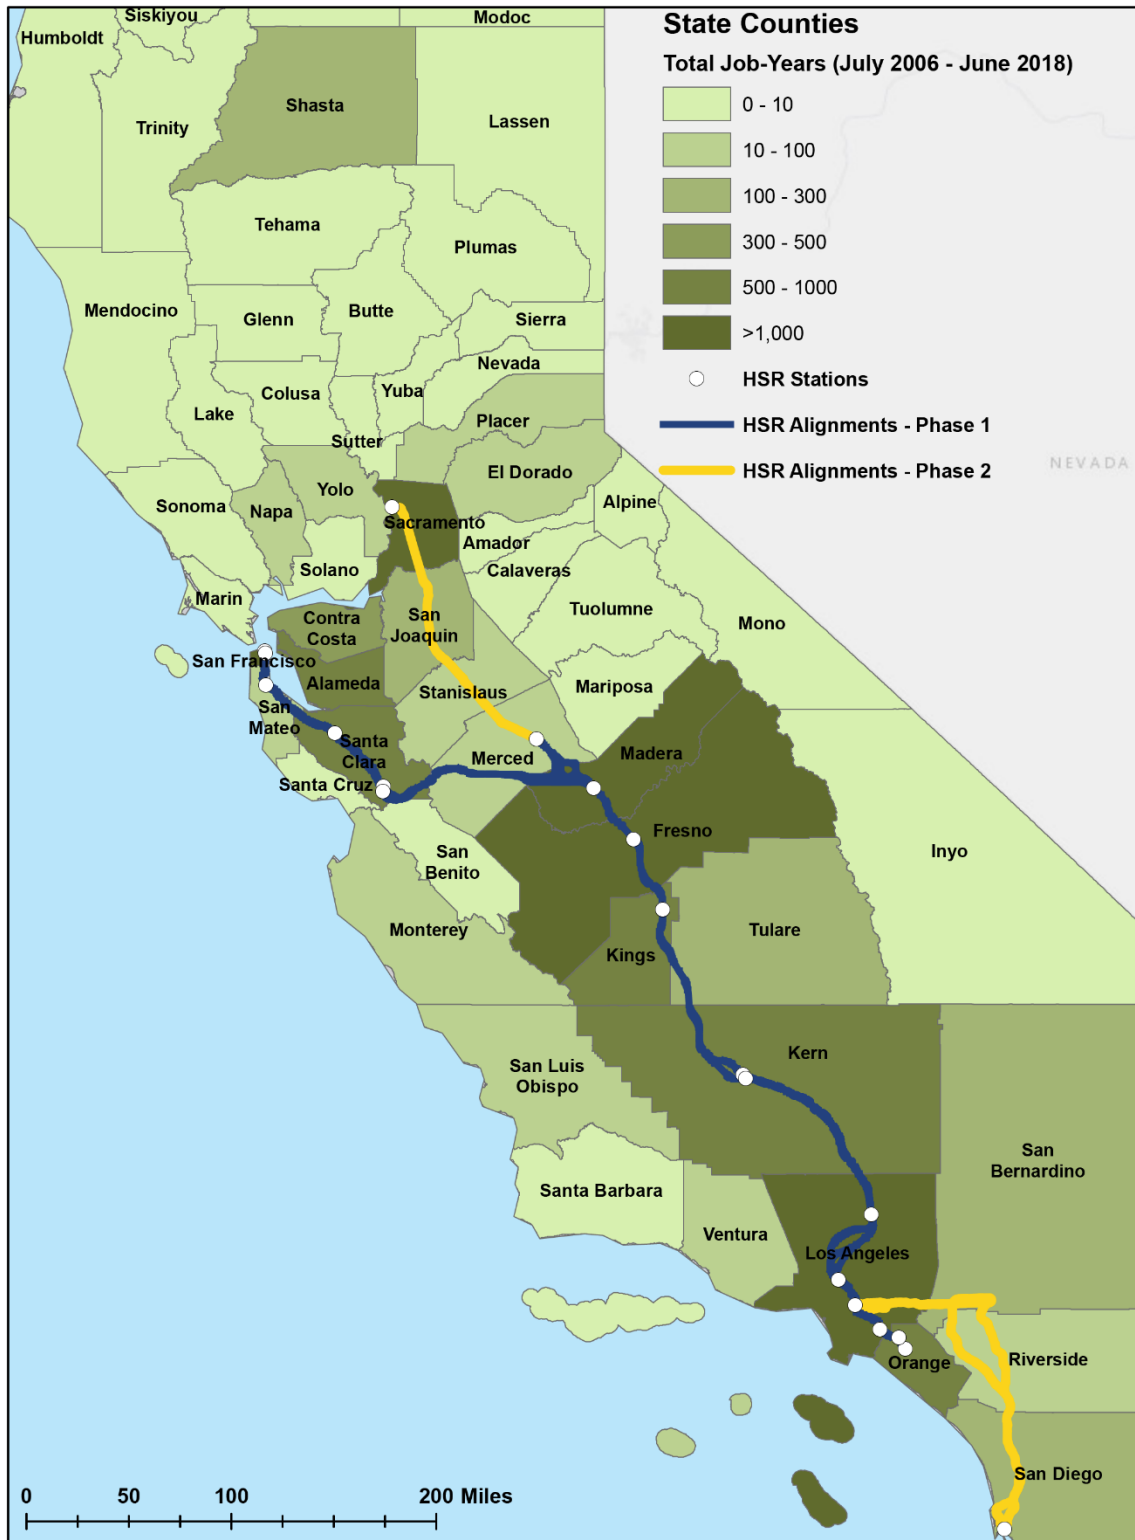 State Counties
Total Job-Years (July 2006 - June 2018)
0 - 10
10 - 100
100 - 300
300 - 500
500 - 1000
>1,000
HSR Stations
HSR Alignments - Phase 1
HSR Alignments - Phase 2
NEVADA
Siskiyou
Modoc
Humboldt
Shasta
Trinity
Lassen
Tehama
Plumas
Mendocino
Glenn
Butte
Sierra
Nevada
Colusa
Yuba
Lake
Placer
Sutter
El Dorado
Yolo
Sonoma
Napa
Alpine
Sacramento
Amador
Solano
Calaveras
Marin
Tuolumne
Contra
Costa
San
Joaquin
Mono
San Francisco
Alameda
Stanislaus
Mariposa
San
Mateo
Santa
Clara
Merced
Madera
Santa Cruz
Fresno
San
Benito
Inyo
Monterey
Kings
Tulare
Kern
San Luis
Obispo
San
Bernardino
Santa Barbara
Ventura
Los Angeles
Orange
Riverside
San Diego
0
50
100
200 Miles